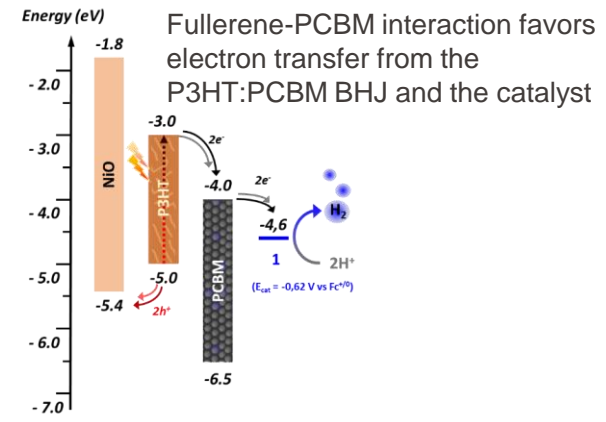 Energy (eV)
Fullerene-PCBM interaction favors
electron transfer from the
P3HT:PCBM BHJ and the catalyst
-1.8
- 2.0
- 3.0
- 4.0
- 5.0
- 6.0
- 7.0
NiO
-5.4
-3.0
P3HT
-5.0
2h⁺
2e⁻
-4.0
PCBM
-6.5
2e⁻
-4,6
1
(E_cat = -0,62 V vs Fc⁺/⁰)
H₂
2H⁺